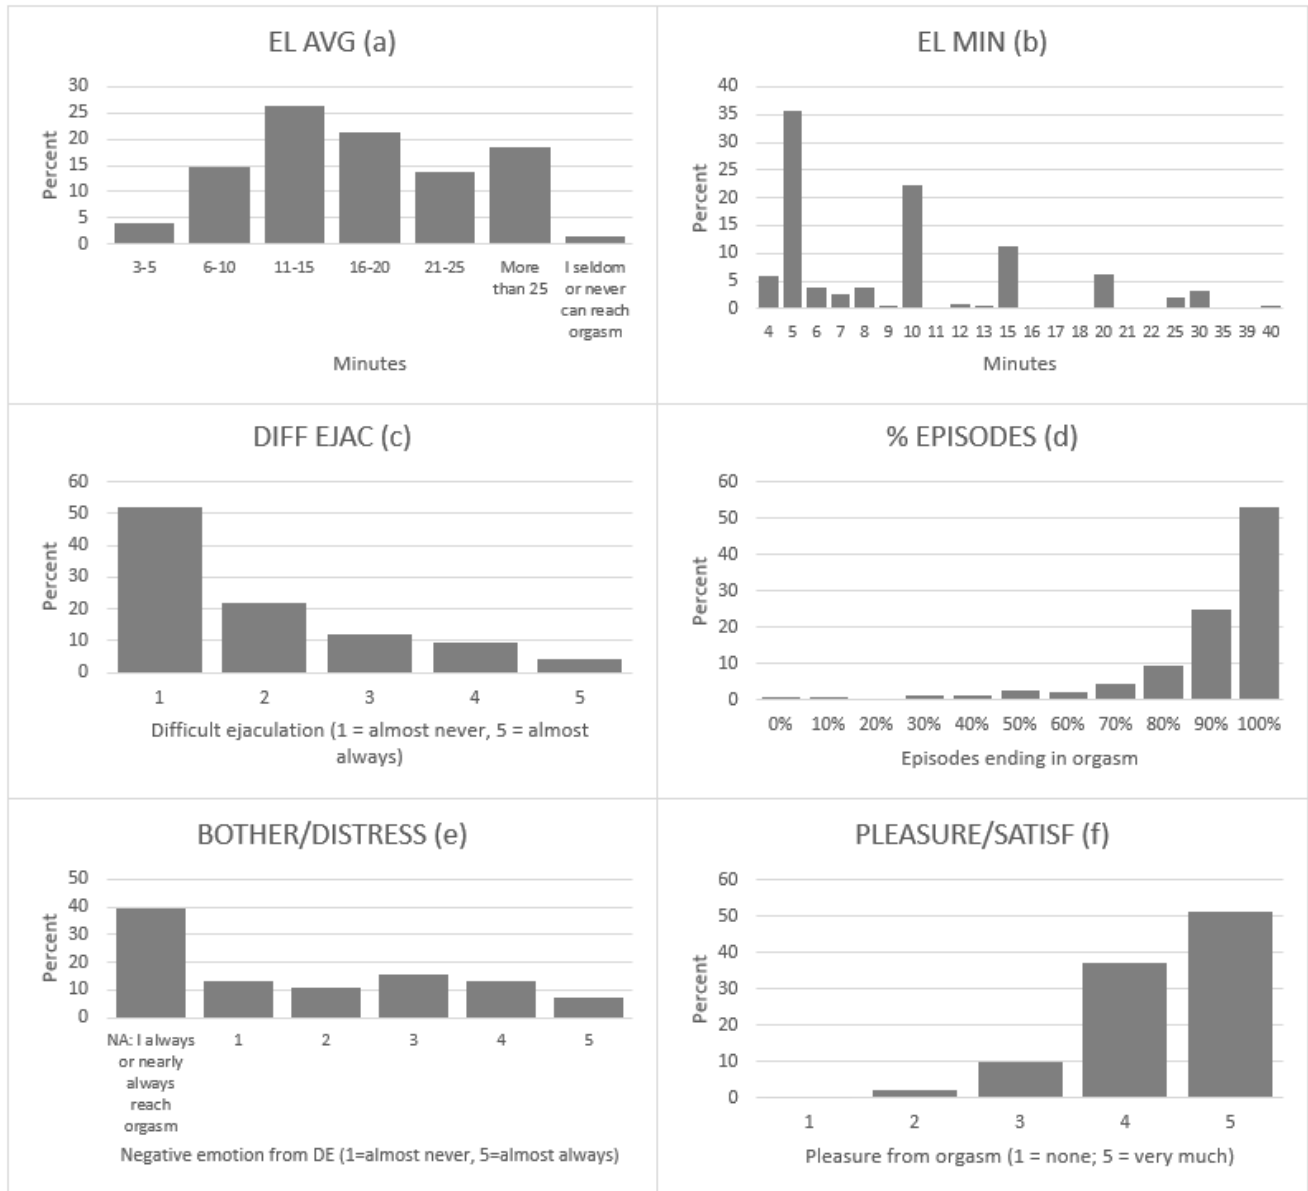 EL AVG (a)
30
25
20
15
10
5
0
Percent
3-5 6-10 11-15 16-20 21-25 More than 25 I seldom or never can reach orgasm
Minutes
EL MIN (b)
40
35
30
25
20
15
10
5
0
Percent
4 5 6 7 8 9 10 11 12 13 15 16 17 18 20 21 22 25 30 35 39 40
Minutes
DIFF EJAC (c)
60
50
40
30
20
10
0
Percent
1 2 3 4 5
Difficult ejaculation (1 = almost never, 5 = almost
always)
% EPISODES (d)
60
50
40
30
20
10
0
Percent
0% 10% 20% 30% 40% 50% 60% 70% 80% 90% 100%
Episodes ending in orgasm
BOTHER/DISTRESS (e)
50
40
30
20
10
0
Percent
NA: I always or nearly always reach orgasm 1 2 3 4 5
Negative emotion from DE (1=almost never, 5=almost always)
PLEASURE/SATISF (f)
60
50
40
30
20
10
0
Percent
1 2 3 4 5
Pleasure from orgasm (1 = none; 5 = very much)